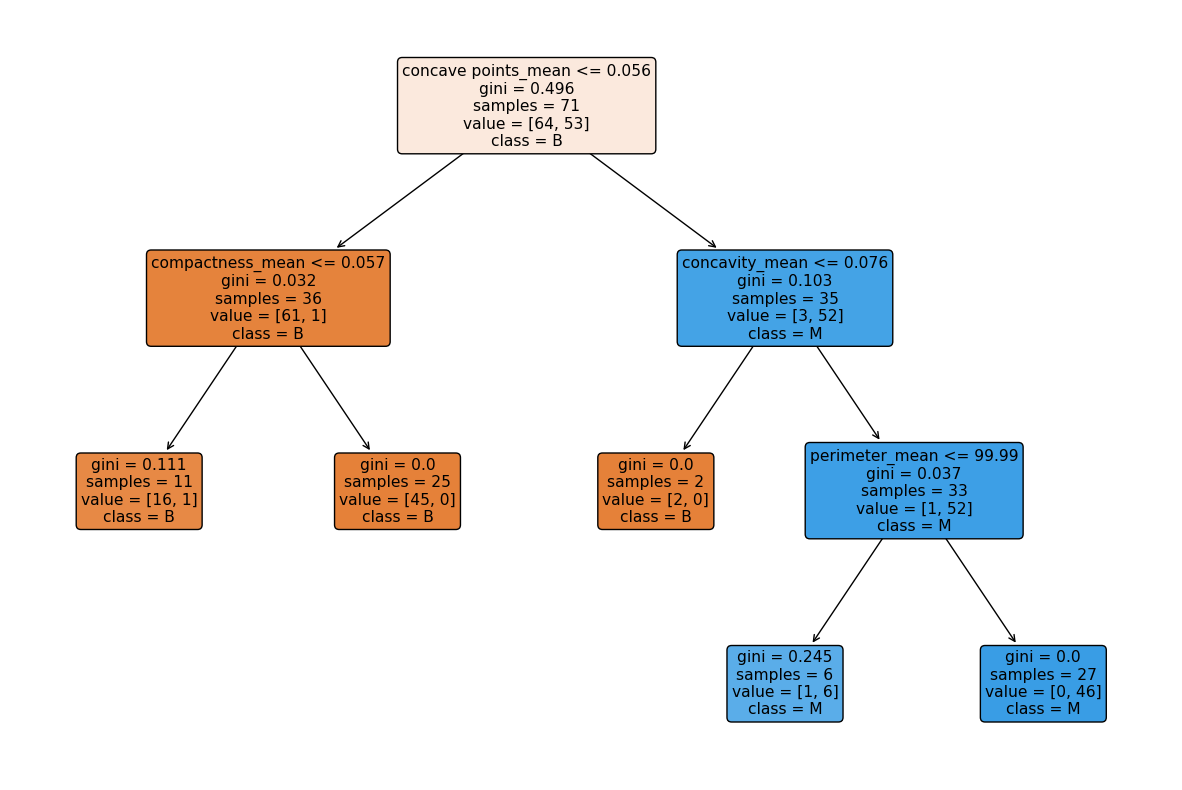 concave points_mean <= 0.056
gini = 0.496
samples = 71
value = [64, 53]
class = B
compactness_mean <= 0.057
gini = 0.032
samples = 36
value = [61, 1]
class = B
concavity_mean <= 0.076
gini = 0.103
samples = 35
value = [3, 52]
class = M
gini = 0.111
samples = 11
value = [16, 1]
class = B
gini = 0.0
samples = 25
value = [45, 0]
class = B
gini = 0.0
samples = 2
value = [2, 0]
class = B
perimeter_mean <= 99.99
gini = 0.037
samples = 33
value = [1, 52]
class = M
gini = 0.245
samples = 6
value = [1, 6]
class = M
gini = 0.0
samples = 27
value = [0, 46]
class = M